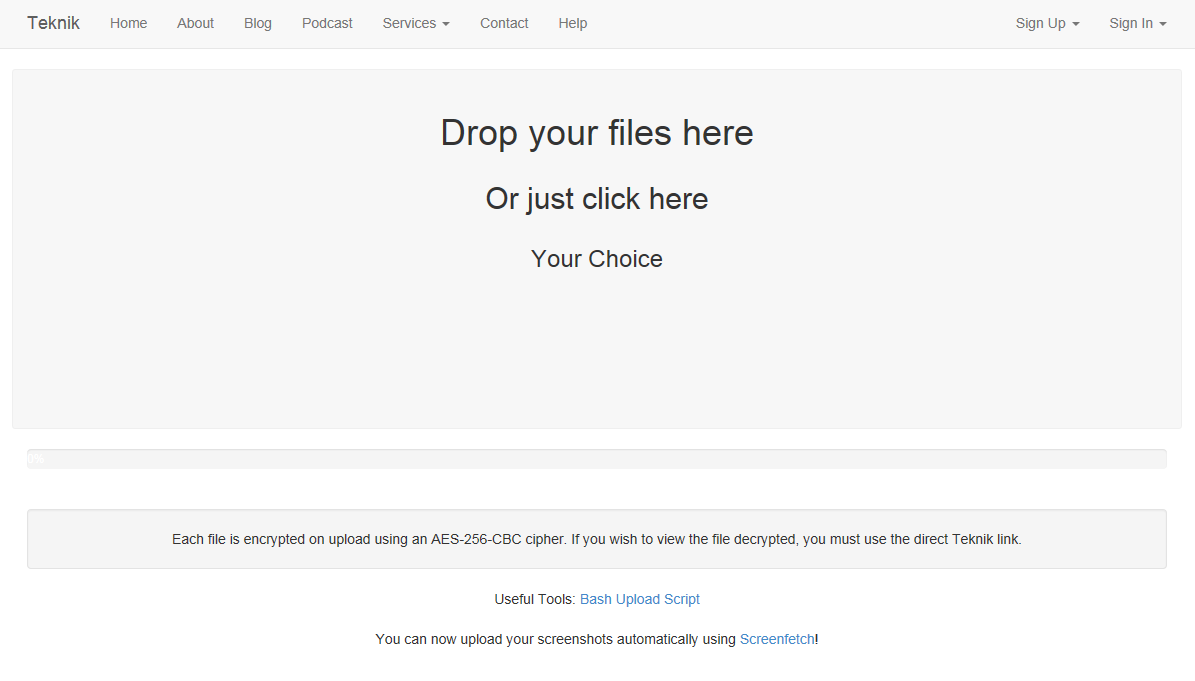 Teknik Home About Blog Podcast Services Contact Help Sign Up Sign In
Drop your files here
Or just click here
Your Choice
0%
Each file is encrypted on upload using an AES-256-CBC cipher. If you wish to view the file decrypted, you must use the direct Teknik link.
Useful Tools: Bash Upload Script
You can now upload your screenshots automatically using Screenfetch!